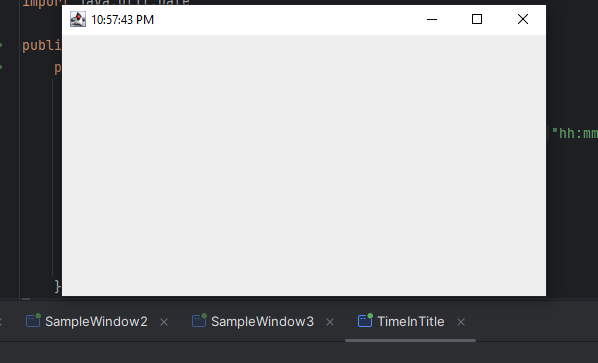 import java.util.Date
10:57:43 PM
publi
p
"hh:mm
}
SampleWindow2
SampleWindow3
TimeInTitle